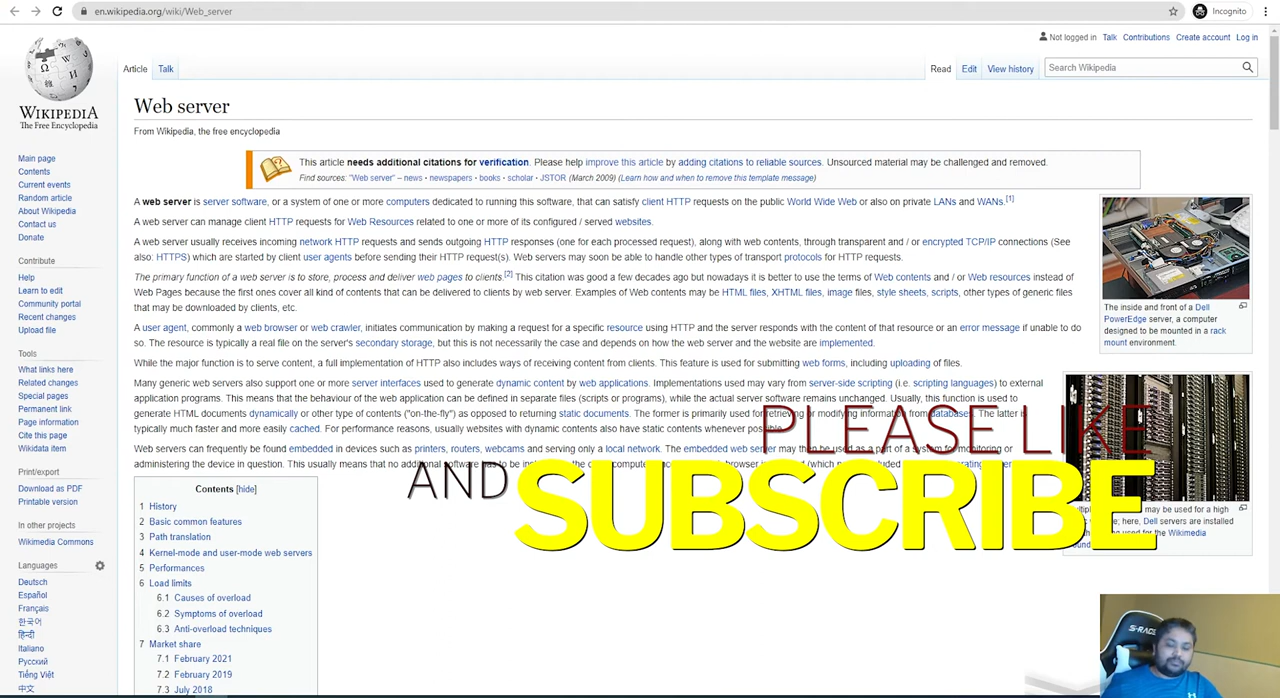 en.wikipedia.org/wiki/Web_server
Incognito
Not logged in Talk Contributions Create account Log in
Article Talk
Read Edit View history
Search Wikipedia
WIKIPEDIA
The Free Encyclopedia
Main page
Contents
Current events
Random article
About Wikipedia
Contact us
Donate
Contribute
Help
Learn to edit
Community portal
Recent changes
Upload file
Tools
What links here
Related changes
Special pages
Permanent link
Page information
Cite this page
Wikidata item
Print/export
Download as PDF
Printable version
In other projects
Wikimedia Commons
Languages
Deutsch
Español
Français
한국어
हिन्दी
Italiano
Русский
Tiếng Việt
中文
Web server
From Wikipedia, the free encyclopedia
This article needs additional citations for verification. Please help improve this article by adding citations to reliable sources. Unsourced material may be challenged and removed.
Find sources: "Web server" – news · newspapers · books · scholar · JSTOR (March 2009) (Learn how and when to remove this template message)
A web server is server software, or a system of one or more computers dedicated to running this software, that can satisfy client HTTP requests on the public World Wide Web or also on private LANs and WANs.[1]
A web server can manage client HTTP requests for Web Resources related to one or more of its configured / served websites.
A web server usually receives incoming network HTTP requests and sends outgoing HTTP responses (one for each processed request), along with web contents, through transparent and / or encrypted TCP/IP connections (See
also: HTTPS) which are started by client user agents before sending their HTTP request(s). Web servers may soon be able to handle other types of transport protocols for HTTP requests.
The primary function of a web server is to store, process and deliver web pages to clients.[2] This citation was good a few decades ago but nowadays it is better to use the terms of Web contents and / or Web resources instead of
Web Pages because the first ones cover all kind of contents that can be delivered to clients by web server. Examples of Web contents may be HTML files, XHTML files, image files, style sheets, scripts, other types of generic files
that may be downloaded by clients, etc.
A user agent, commonly a web browser or web crawler, initiates communication by making a request for a specific resource using HTTP and the server responds with the content of that resource or an error message if unable to do
so. The resource is typically a real file on the server's secondary storage, but this is not necessarily the case and depends on how the web server and the website are implemented.
While the major function is to serve content, a full implementation of HTTP also includes ways of receiving content from clients. This feature is used for submitting web forms, including uploading of files.
Many generic web servers also support one or more server interfaces used to generate dynamic content by web applications. Implementations used may vary from server-side scripting (i.e. scripting languages) to external
application programs. This means that the behaviour of the web application can be defined in separate files (scripts or programs), while the actual server software remains unchanged. Usually, this function is used to
generate HTML documents dynamically or other type of contents ("on-the-fly") as opposed to returning static documents. The former is primarily used for retrieving or modifying information from databases. The latter is
typically much faster and more easily cached. For performance reasons, usually websites with dynamic contents also have static contents whenever possible.
Web servers can frequently be found embedded in devices such as printers, routers, webcams and serving only a local network. The embedded web server may then be used as a part of a system for monitoring or
administering the device in question. This usually means that no additional software has to be
The inside and front of a Dell
PowerEdge server, a computer
designed to be mounted in a rack
mount environment.
may be used for a high
here, Dell servers are installed
Wikimedia
PLEASE LIKE
AND SUBSCRIBE
Contents [hide]
1 History
2 Basic common features
3 Path translation
4 Kernel-mode and user-mode web servers
5 Performances
6 Load limits
6.1 Causes of overload
6.2 Symptoms of overload
6.3 Anti-overload techniques
7 Market share
7.1 February 2021
7.2 February 2019
7.3 July 2018